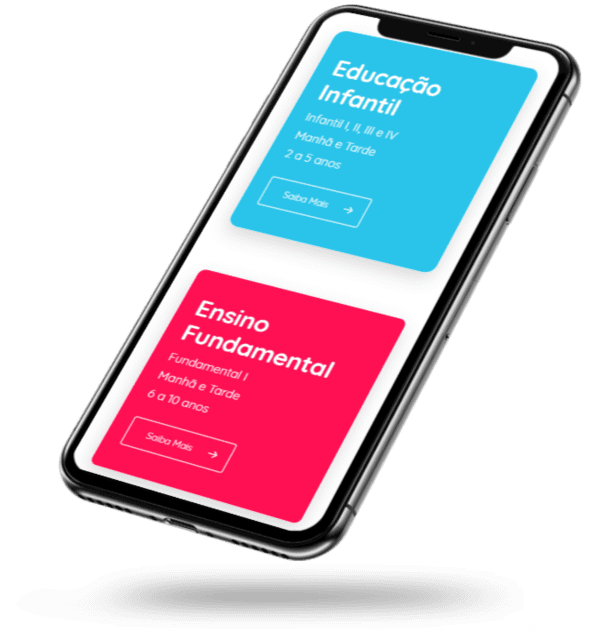 Educação
Infantil
Infantil I, II, III e IV
Manhã e Tarde
2 a 5 anos
Saiba Mais
Ensino
Fundamental
Fundamental I
Manhã e Tarde
6 a 10 anos
Saiba Mais